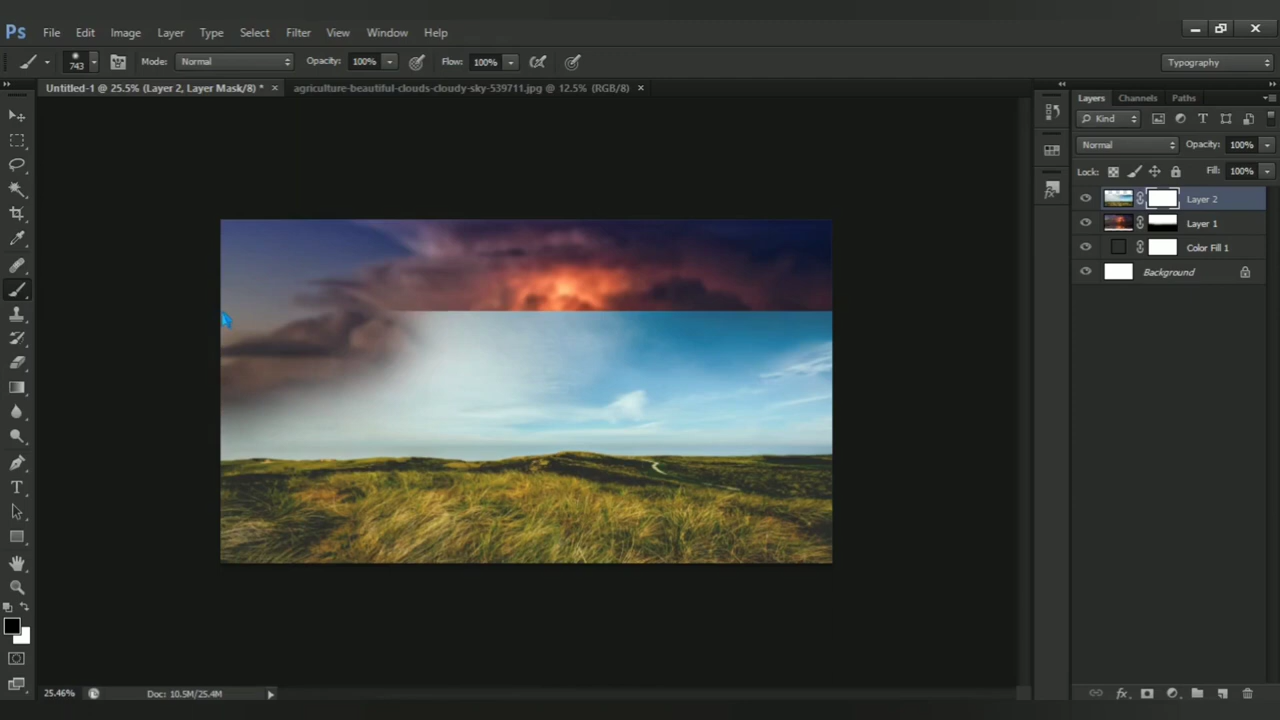 Ps File Edit Image Layer Type Select Filter View Window Help
743 Mode: Normal Opacity: 100% Flow: 100% Typography
Untitled-1 @ 25.5% (Layer 2, Layer Mask/8) * × agriculture-beautiful-clouds-cloudy-sky-539711.jpg @ 12.5% (RGB/8) ×
Layers Channels Paths
Kind
Normal Opacity: 100%
Lock: Fill: 100%
Layer 2
Layer 1
Color Fill 1
Background
25.46% Doc: 10.5M/25.4M